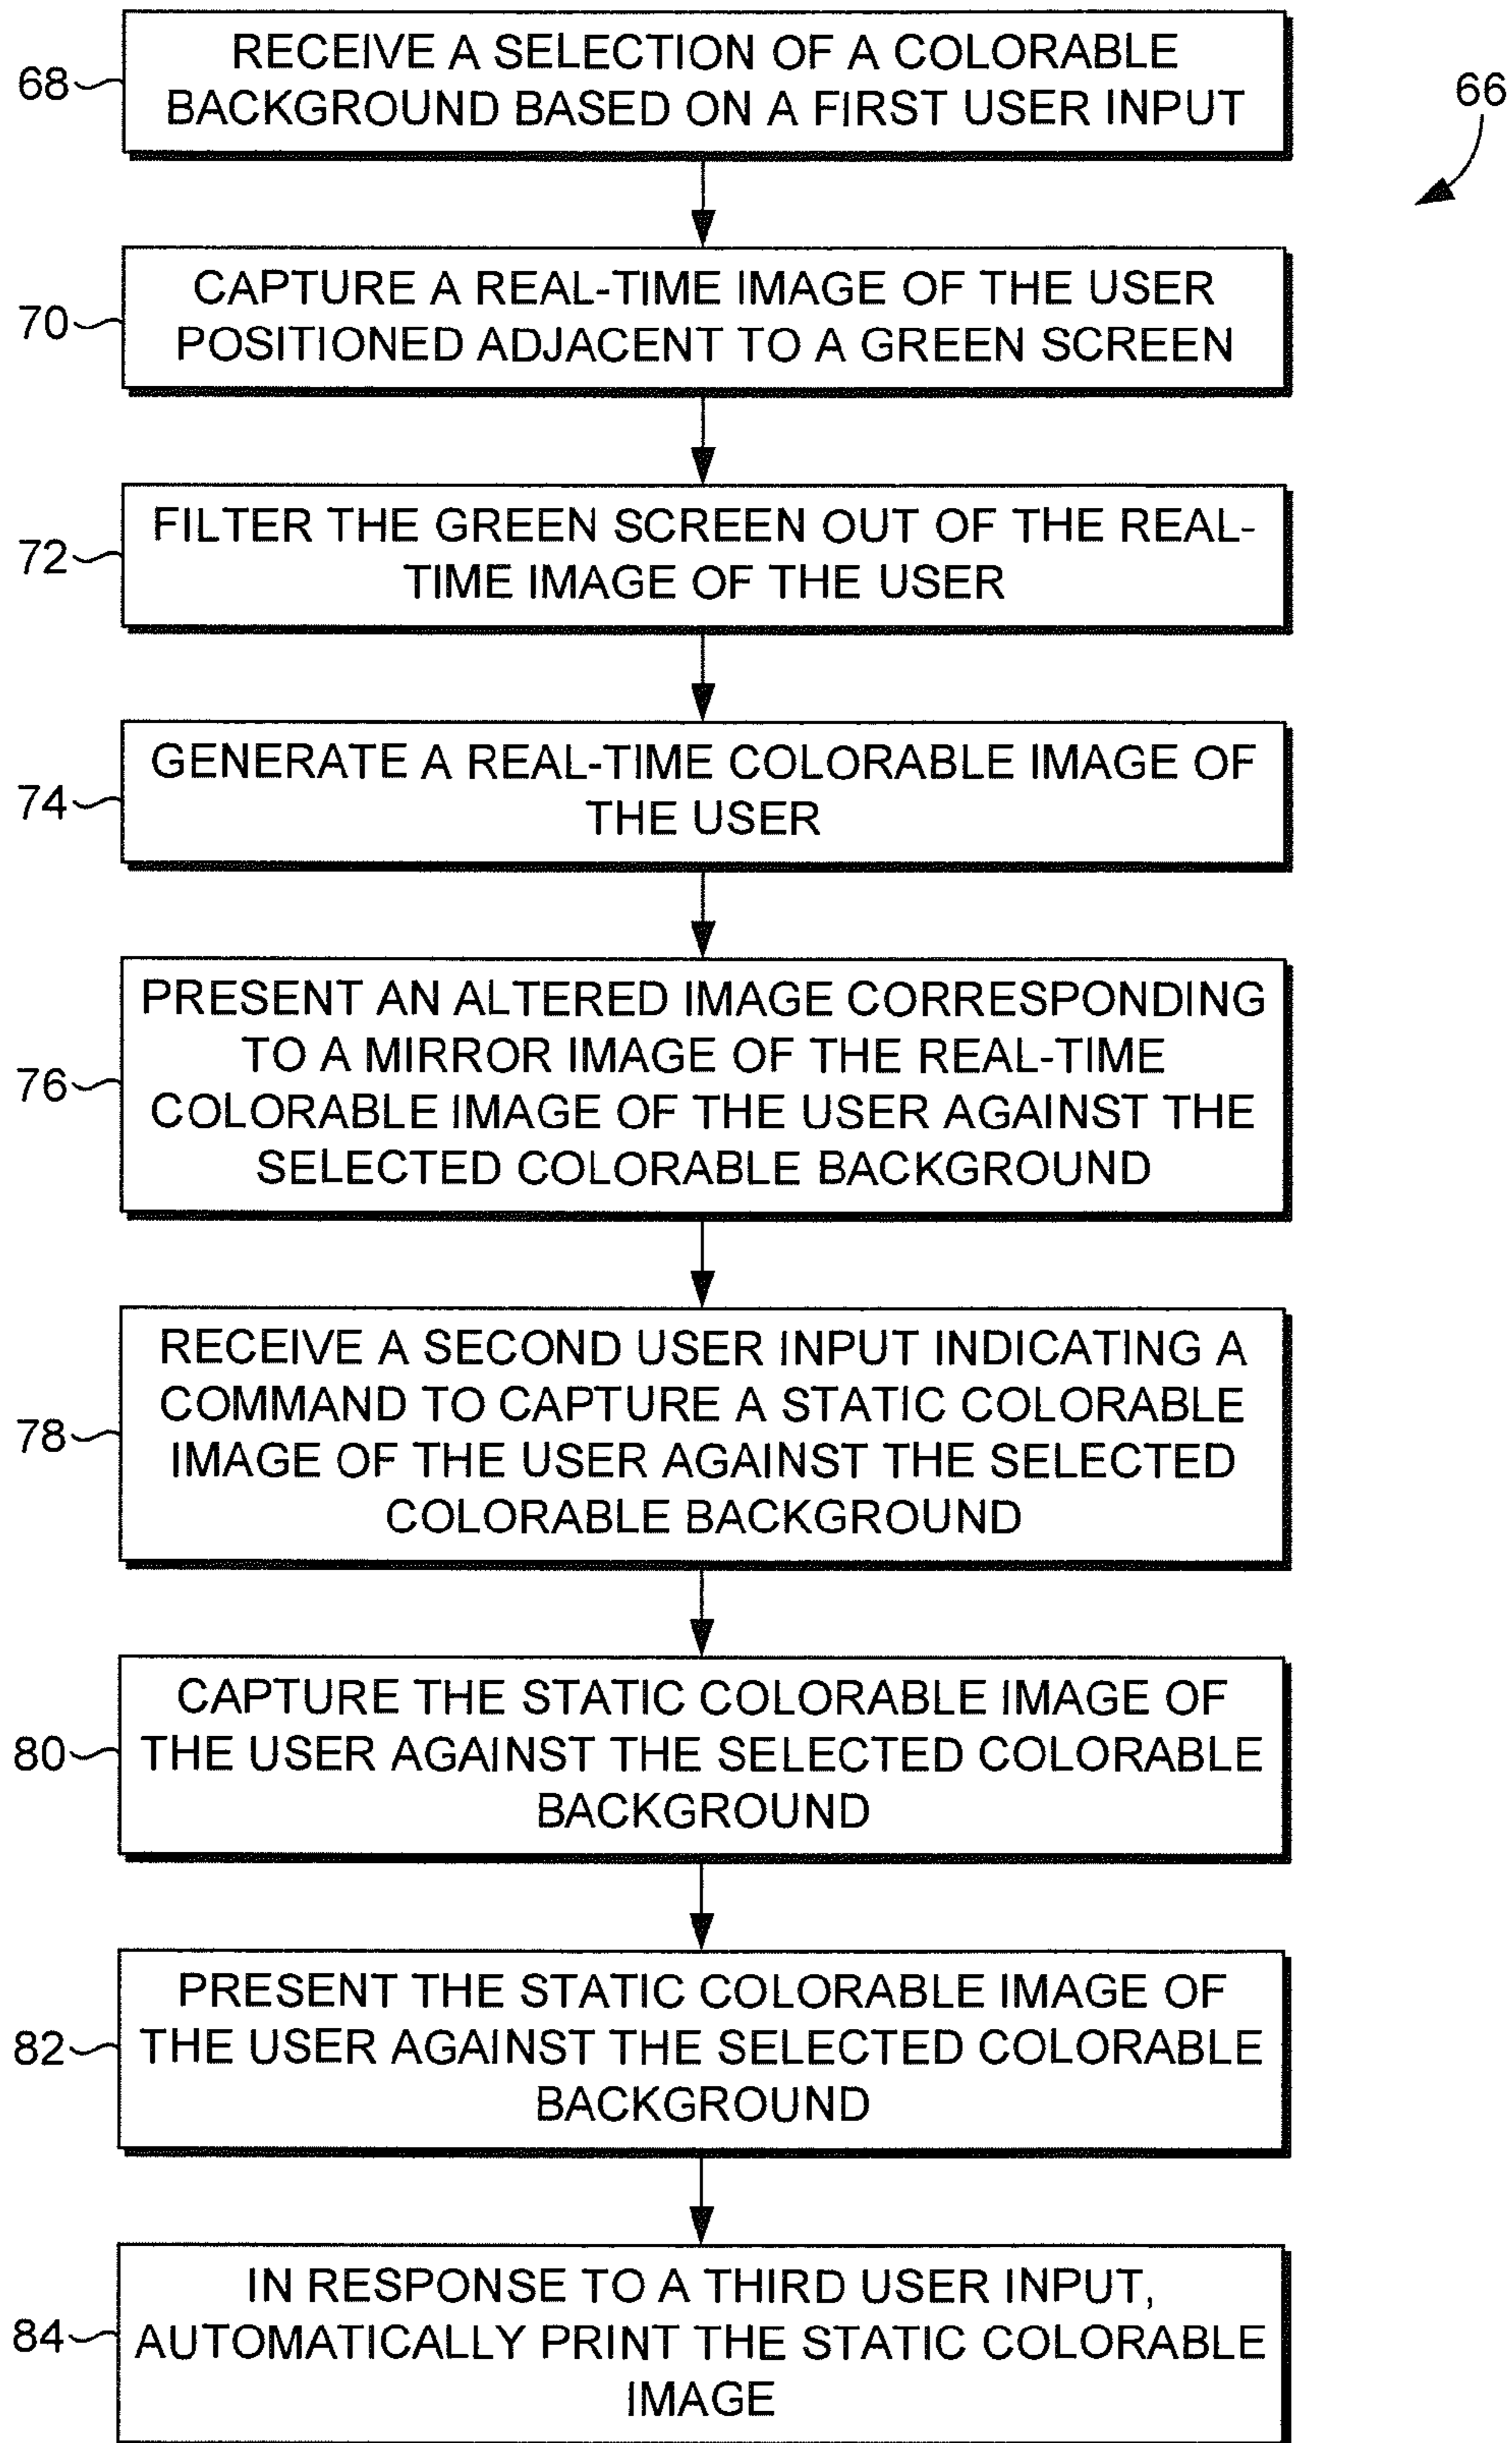 66
68
RECEIVE A SELECTION OF A COLORABLE
BACKGROUND BASED ON A FIRST USER INPUT
70
CAPTURE A REAL-TIME IMAGE OF THE USER
POSITIONED ADJACENT TO A GREEN SCREEN
72
FILTER THE GREEN SCREEN OUT OF THE REAL-
TIME IMAGE OF THE USER
74
GENERATE A REAL-TIME COLORABLE IMAGE OF
THE USER
76
PRESENT AN ALTERED IMAGE CORRESPONDING
TO A MIRROR IMAGE OF THE REAL-TIME
COLORABLE IMAGE OF THE USER AGAINST THE
SELECTED COLORABLE BACKGROUND
78
RECEIVE A SECOND USER INPUT INDICATING A
COMMAND TO CAPTURE A STATIC COLORABLE
IMAGE OF THE USER AGAINST THE SELECTED
COLORABLE BACKGROUND
80
CAPTURE THE STATIC COLORABLE IMAGE OF
THE USER AGAINST THE SELECTED COLORABLE
BACKGROUND
82
PRESENT THE STATIC COLORABLE IMAGE OF
THE USER AGAINST THE SELECTED COLORABLE
BACKGROUND
84
IN RESPONSE TO A THIRD USER INPUT,
AUTOMATICALLY PRINT THE STATIC COLORABLE
IMAGE